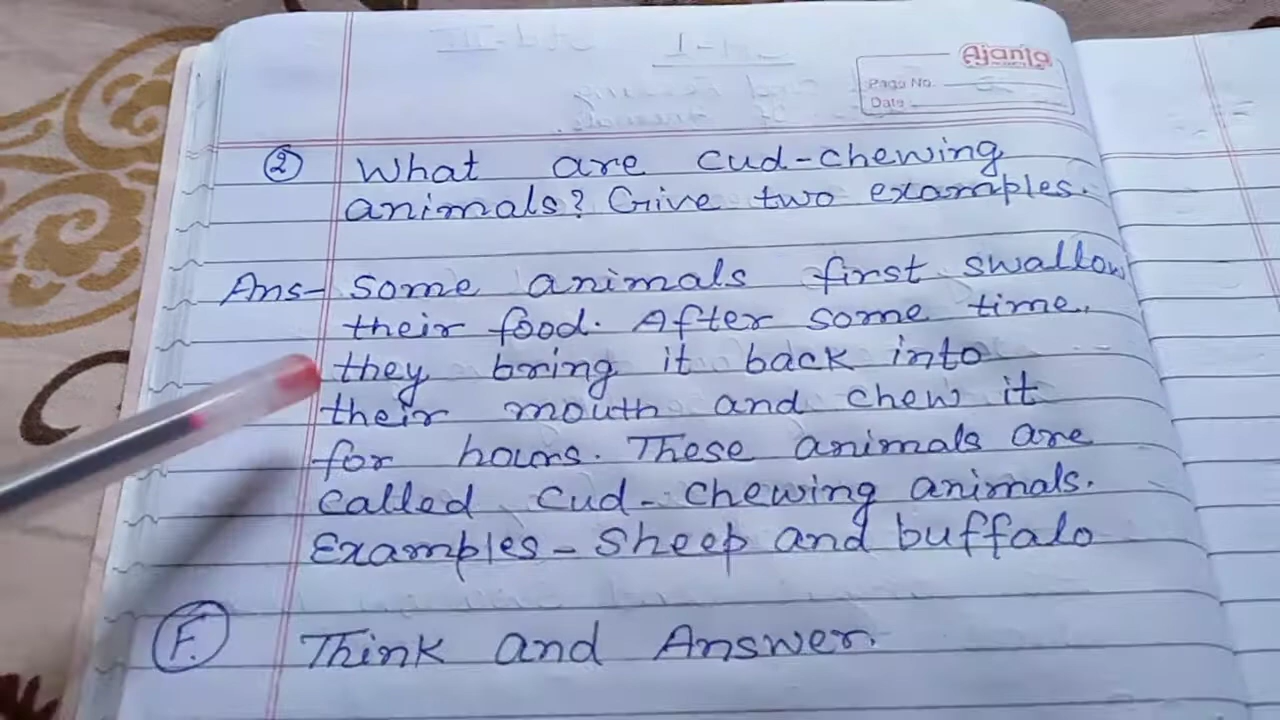 Ajanta
Page No.
Date
② What are cud-chewing
animals? Give two examples.
Ans- Some animals first swallow
their food. After some time,
they bring it back into
their mouth and chew it
for hours. These animals are
called cud-chewing animals.
Examples - Sheep and buffalo
F. Think and Answer.